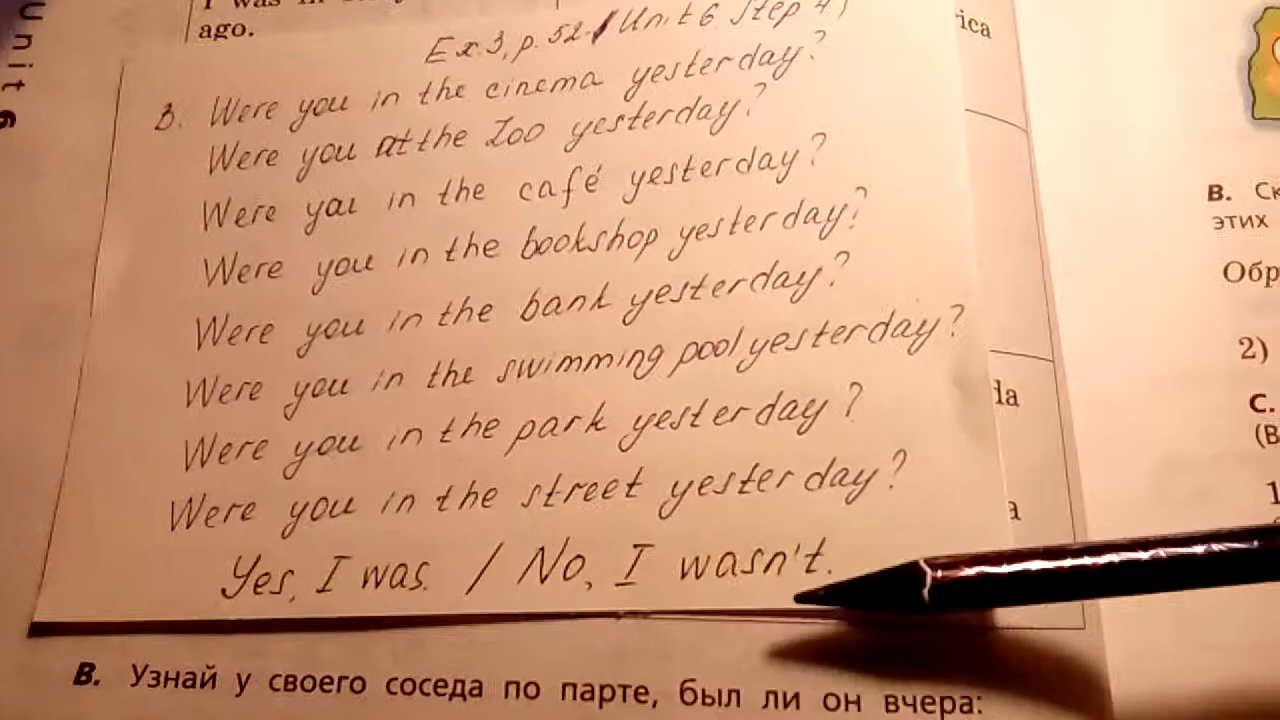 Unit 6
ago.
Ex. 3, p. 52. (Unit 6 Step 4)
3. Were you in the cinema yesterday?
Were you at the Zoo yesterday?
Were you in the café yesterday?
Were you in the bookshop yesterday?
Were you in the bank yesterday?
Were you in the swimming pool yesterday?
Were you in the park yesterday?
Were you in the street yesterday?
Yes, I was. / No, I wasn't.
B. Узнай у своего соседа по парте, был ли он вчера:
ica
da
a
B. Ск
этих
Обр
2)
C.
(В
1